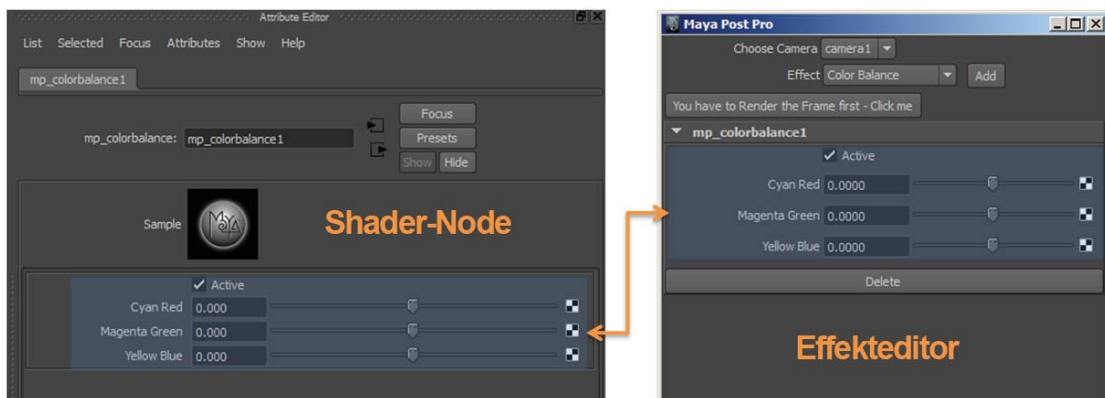 Attribute Editor
List Selected Focus Attributes Show Help
mp_colorbalance1
Focus
mp_colorbalance: mp_colorbalance1
Presets
Show Hide
Sample
MAYA
Shader-Node
Active
Cyan Red 0.000
Magenta Green 0.000
Yellow Blue 0.000
Maya Post Pro
Choose Camera camera1
Effect Color Balance Add
You have to Render the Frame first - Click me
mp_colorbalance1
Active
Cyan Red 0.0000
Magenta Green 0.0000
Yellow Blue 0.0000
Delete
Effekteditor